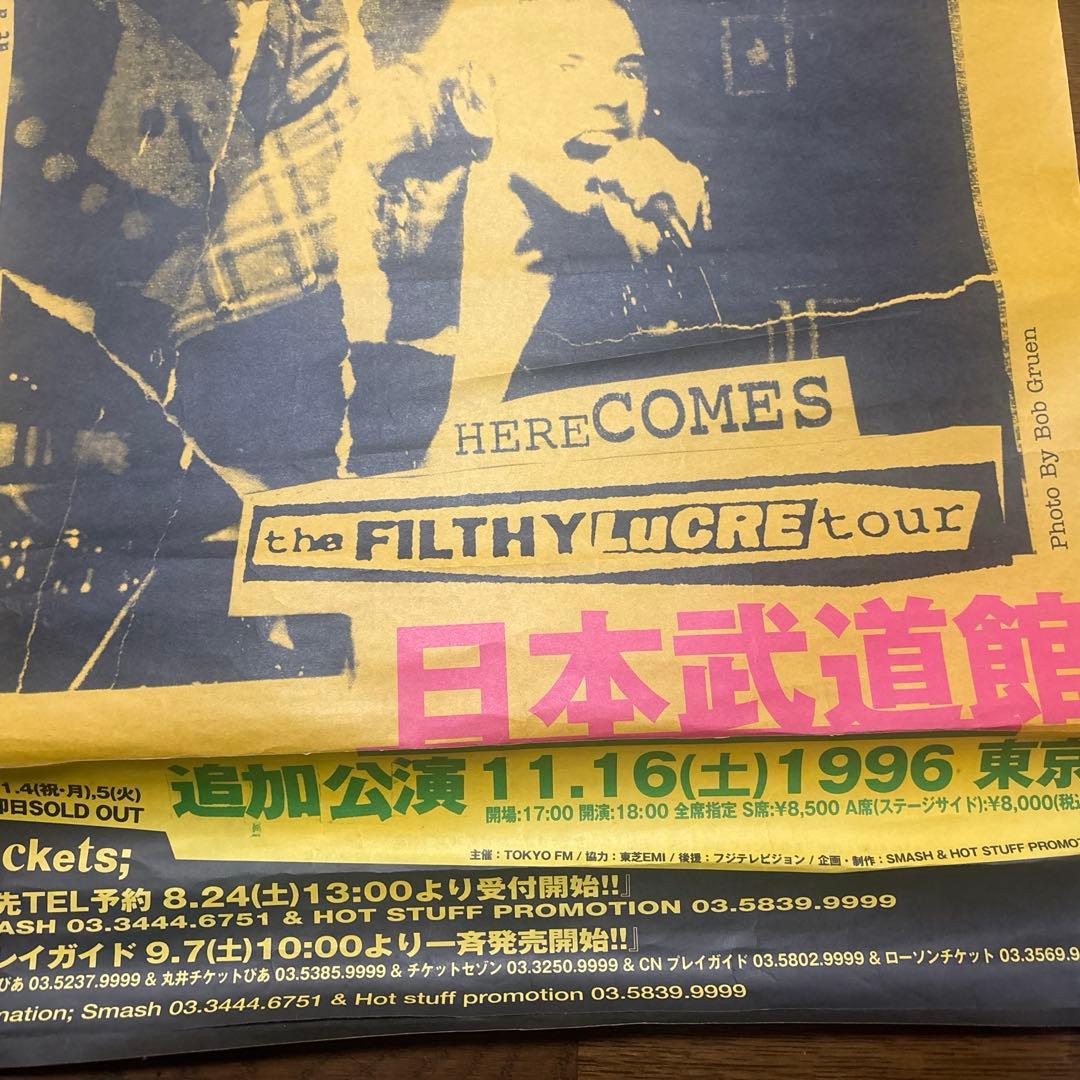 at a
HERE COMES
the FILTHY LUCRE tour
Photo By Bob Gruen
日本武道館
1.4(祝・月),5(火)
即日SOLD OUT
追加公演 11.16(土)1996 東京
開場:17:00 開演:18:00 全席指定 S席:¥8,500 A席(ステージサイド):¥8,000(税込
主催:TOKYO FM / 協力:東芝EMI / 後援:フジテレビジョン / 企画・制作:SMASH & HOT STUFF PROMOT
ckets;
先TEL予約 8.24(土)13:00より受付開始!!』
ASH 03.3444.6751 & HOT STUFF PROMOTION 03.5839.9999
レイガイド 9.7(土)10:00より一斉発売開始!!』
ぴあ 03.5237.9999 & 丸井チケットぴあ 03.5385.9999 & チケットセゾン 03.3250.9999 & CN プレイガイド 03.5802.9999 & ローソンチケット 03.3569.9
mation; Smash 03.3444.6751 & Hot stuff promotion 03.5839.9999